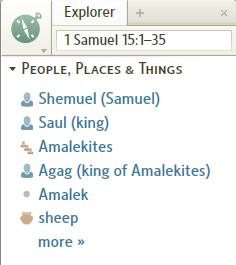 Explorer
1 Samuel 15:1–35
People, Places & Things
Shemuel (Samuel)
Saul (king)
Amalekites
Agag (king of Amalekites)
Amalek
sheep
more »